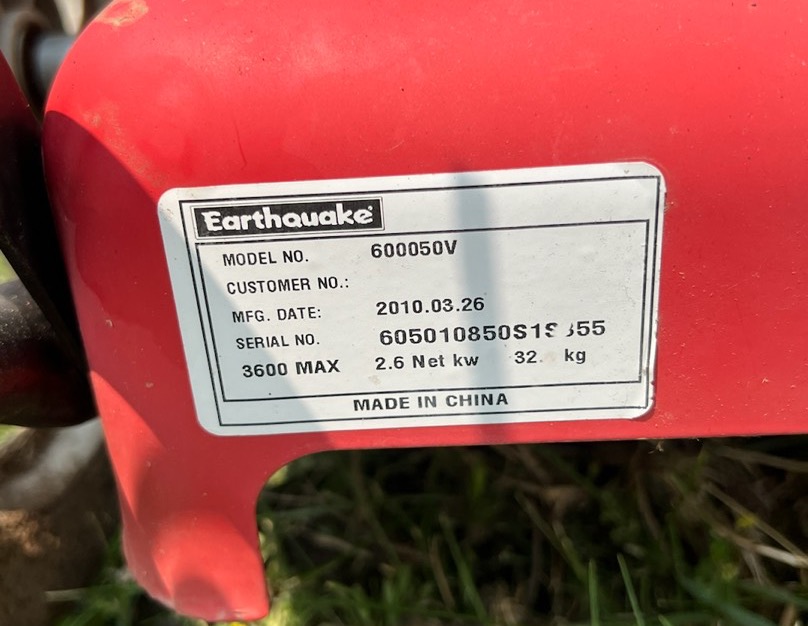 Earthquake
MODEL NO. 600050V
CUSTOMER NO.:
MFG. DATE: 2010.03.26
SERIAL NO.
3600 MAX 2.6 Net kw kg
MADE IN CHINA